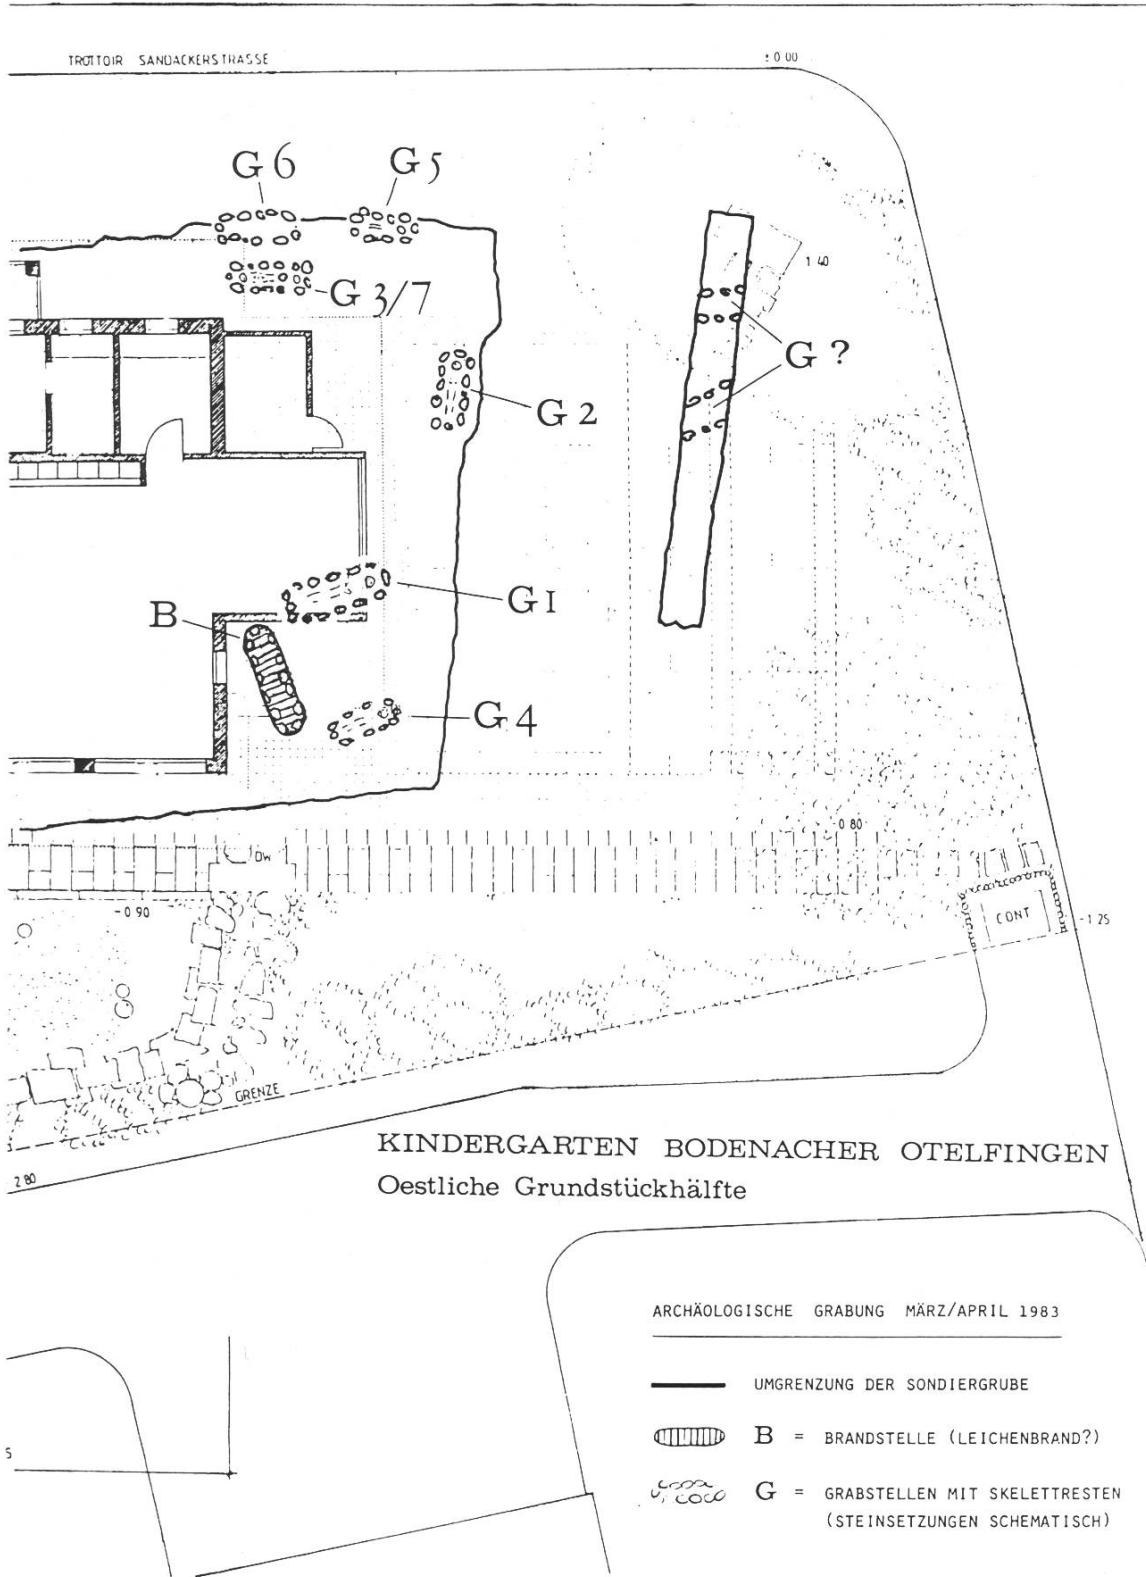 TROTTOIR SANDACKERSTRASSE
± 0 00
G 6
G 5
1 40
G 3/7
G ?
G 2
G 1
B
G 4
-0 80
DW
-0 90
CONT
-1 25
GRENZE
2 80
KINDERGARTEN BODENACHER OTELFINGEN
Oestliche Grundstückhälfte
ARCHÄOLOGISCHE GRABUNG MÄRZ/APRIL 1983
UMGRENZUNG DER SONDIERGRUBE
B = BRANDSTELLE (LEICHENBRAND?)
S
G = GRABSTELLEN MIT SKELETTRESTEN
(STEINSETZUNGEN SCHEMATISCH)